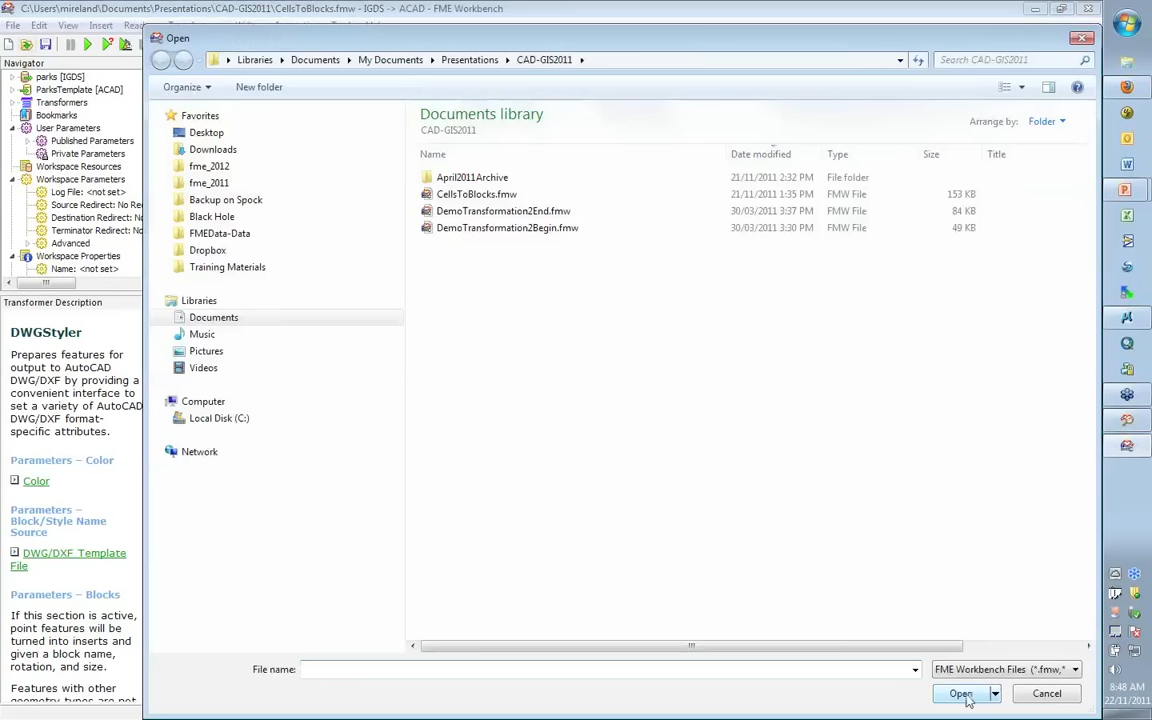 C:\Users\mireland\Documents\Presentations\CAD-GIS2011\CellsToBlocks.fmw - IGDS -> ACAD - FME Workbench
File Edit View Insert
Open
Navigator
parks [IGDS]
ParksTemplate [ACAD]
Transformers
Bookmarks
User Parameters
Published Parameters
Private Parameters
Workspace Resources
Workspace Parameters
Log File: <not set>
Source Redirect: No Re
Destination Redirect: N
Terminator Redirect: N
Advanced
Workspace Properties
Name: <not set>
Transformer Description
DWGStyler
Prepares features for
output to AutoCAD
DWG/DXF by providing a
convenient interface to
set a variety of AutoCAD
DWG/DXF format-
specific attributes.
Parameters – Color
Color
Parameters –
Block/Style Name
Source
DWG/DXF Template
File
Parameters – Blocks
If this section is active,
point features will be
turned into inserts and
given a block name,
rotation, and size.
Features with other
Libraries Documents My Documents Presentations CAD-GIS2011
Search CAD-GIS2011
Organize New folder
Favorites
Desktop
Downloads
fme_2012
fme_2011
Backup on Spock
Black Hole
FMEData-Data
Dropbox
Training Materials
Libraries
Documents
Music
Pictures
Videos
Computer
Local Disk (C:)
Network
Documents library
CAD-GIS2011
Arrange by: Folder
Name Date modified Type Size Title
April2011Archive 21/11/2011 2:32 PM File folder
CellsToBlocks.fmw 21/11/2011 1:35 PM FMW File 153 KB
DemoTransformation2End.fmw 30/03/2011 3:37 PM FMW File 84 KB
DemoTransformation2Begin.fmw 30/03/2011 3:30 PM FMW File 49 KB
File name: FME Workbench Files (*.fmw,*
Open Cancel
8:48 AM
22/11/2011